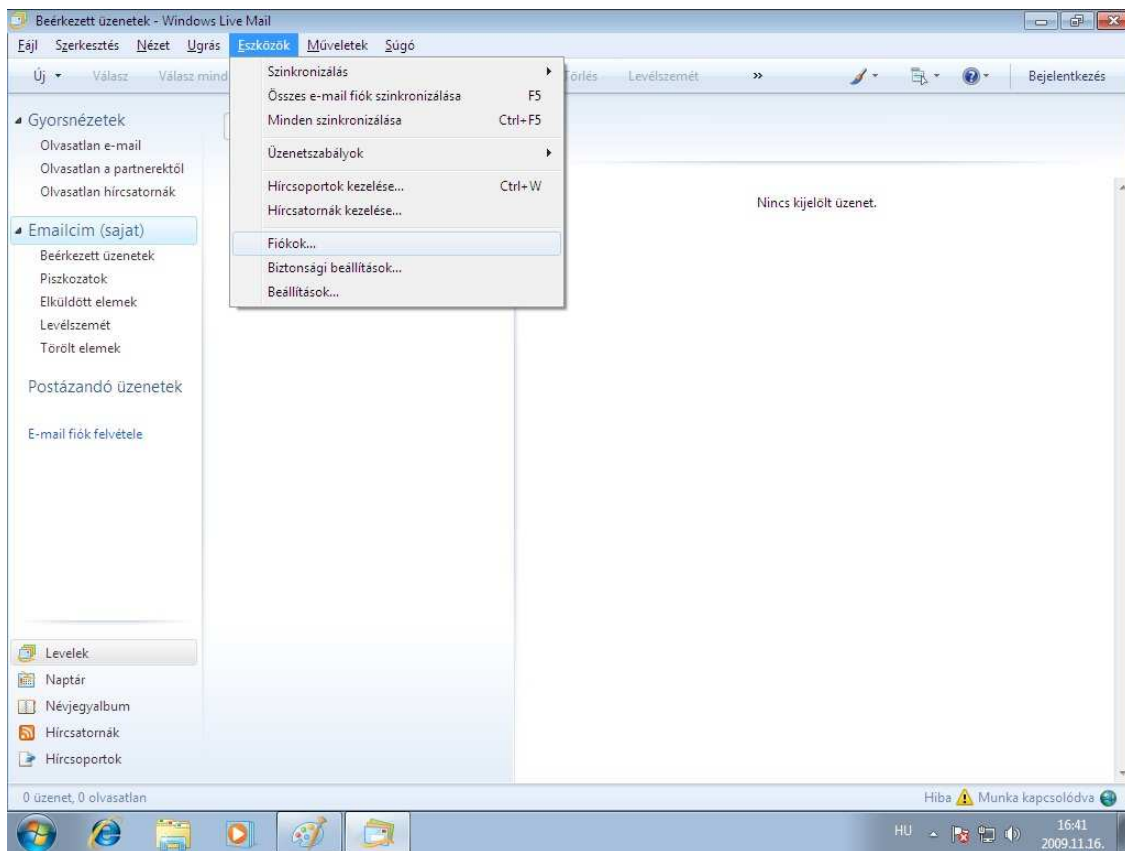 Beérkezett üzenetek - Windows Live Mail
Fájl Szerkesztés Nézet Ugrás Eszközök Műveletek Súgó
Új Válasz Válasz mind Törlés Levélszemét » Bejelentkezés
Szinkronizálás
Összes e-mail fiók szinkronizálása F5
Minden szinkronizálása Ctrl+F5
Üzenetszabályok
Hírcsoportok kezelése... Ctrl+W
Hírcsatornák kezelése...
Fiókok...
Biztonsági beállítások...
Beállítások...
Gyorsnézetek
Olvasatlan e-mail
Olvasatlan a partnerektől
Olvasatlan hírcsatornák
Emailcim (sajat)
Beérkezett üzenetek
Piszkozatok
Elküldött elemek
Levélszemét
Törölt elemek
Postázandó üzenetek
E-mail fiók felvétele
Nincs kijelölt üzenet.
Levelek
Naptár
Névjegyalbum
Hírcsatornák
Hírcsoportok
0 üzenet, 0 olvasatlan
Hiba Munka kapcsolódva
HU
16:41
2009.11.16.